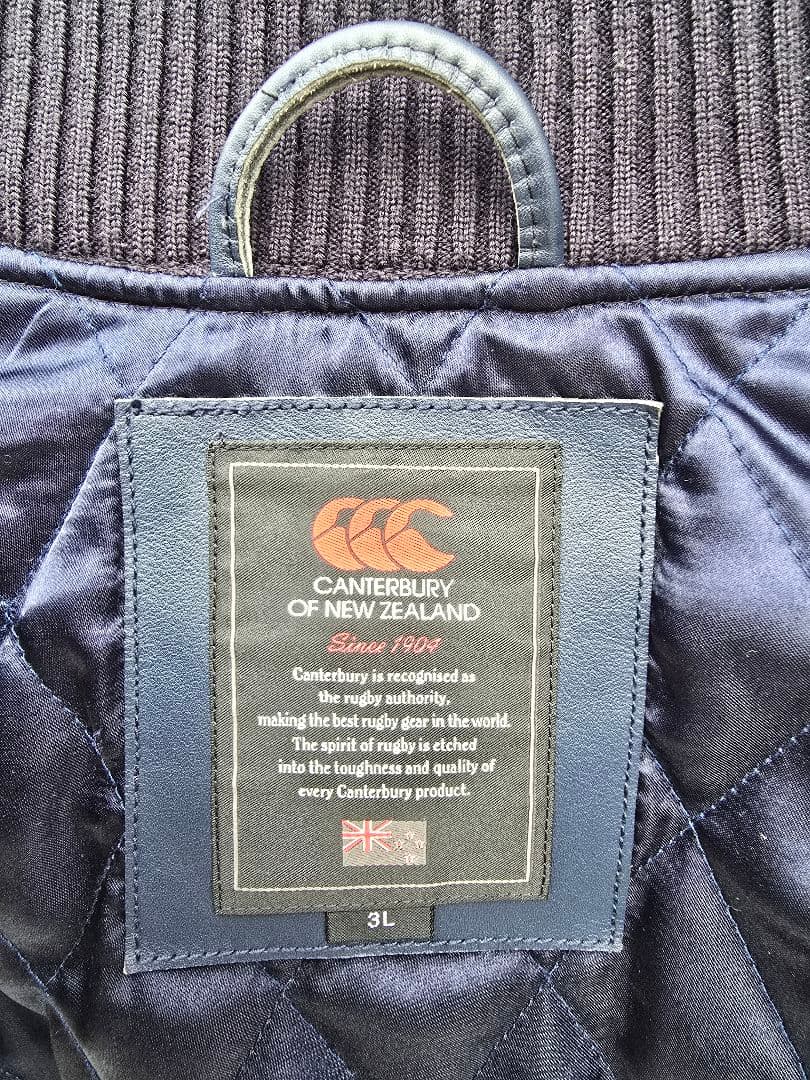 CANTERBURY
OF NEW ZEALAND
Since 1904
Canterbury is recognised as
the rugby authority,
making the best rugby gear in the world.
The spirit of rugby is etched
into the toughness and quality of
every Canterbury product.
3L